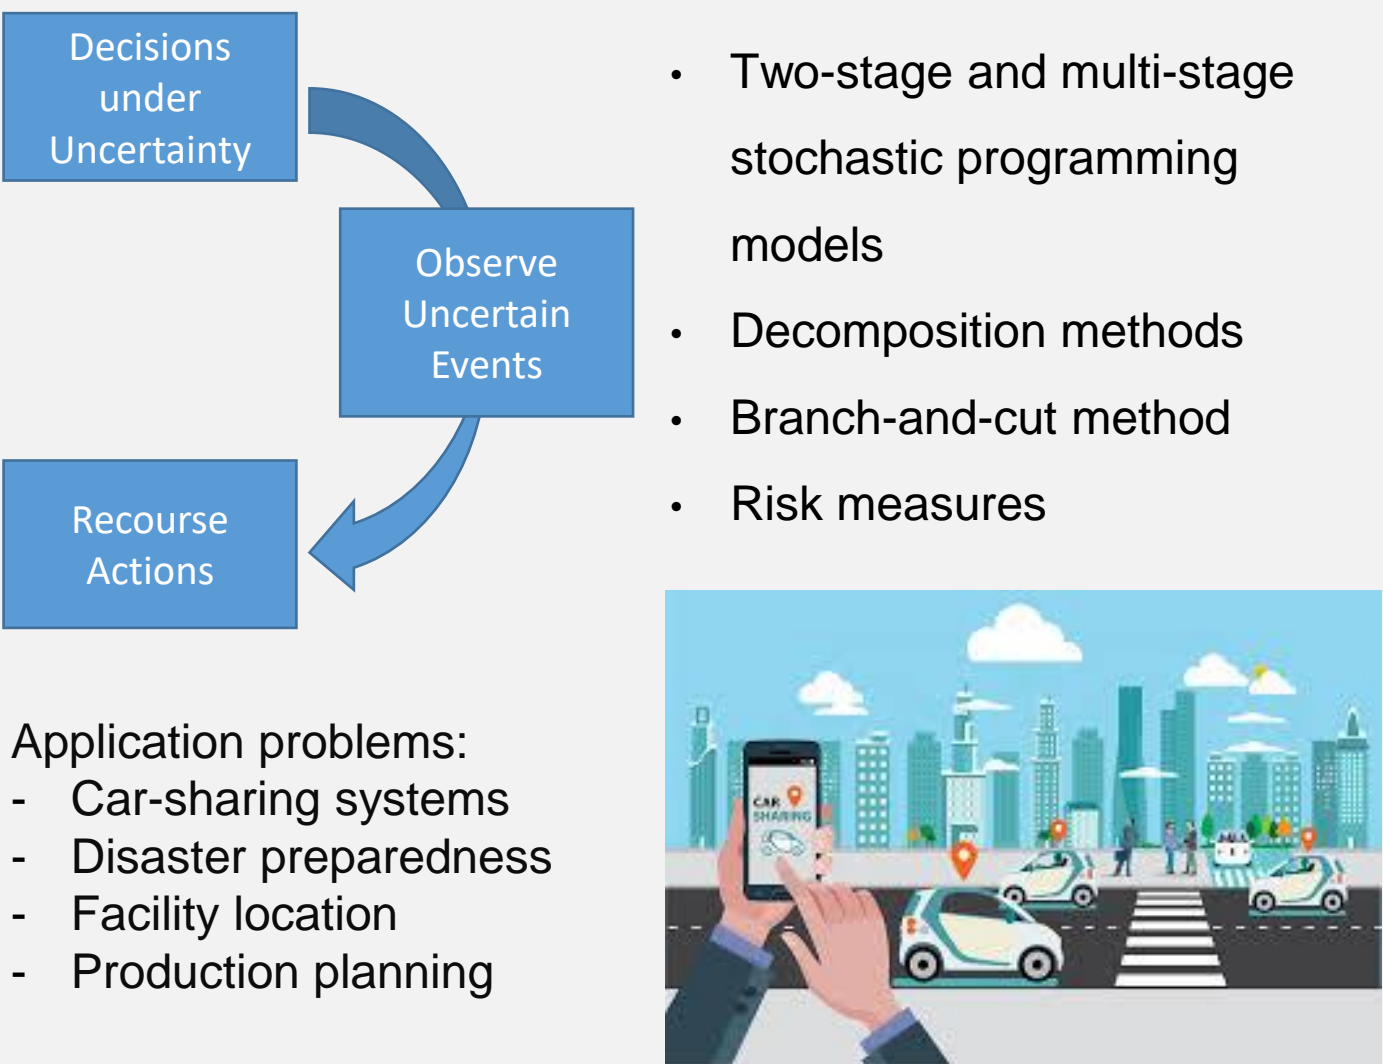 Decisions
under
Uncertainty
Observe
Uncertain
Events
Recourse
Actions
• Two-stage and multi-stage
stochastic programming
models
• Decomposition methods
• Branch-and-cut method
• Risk measures
Application problems:
- Car-sharing systems
- Disaster preparedness
- Facility location
- Production planning
CAR
SHARING